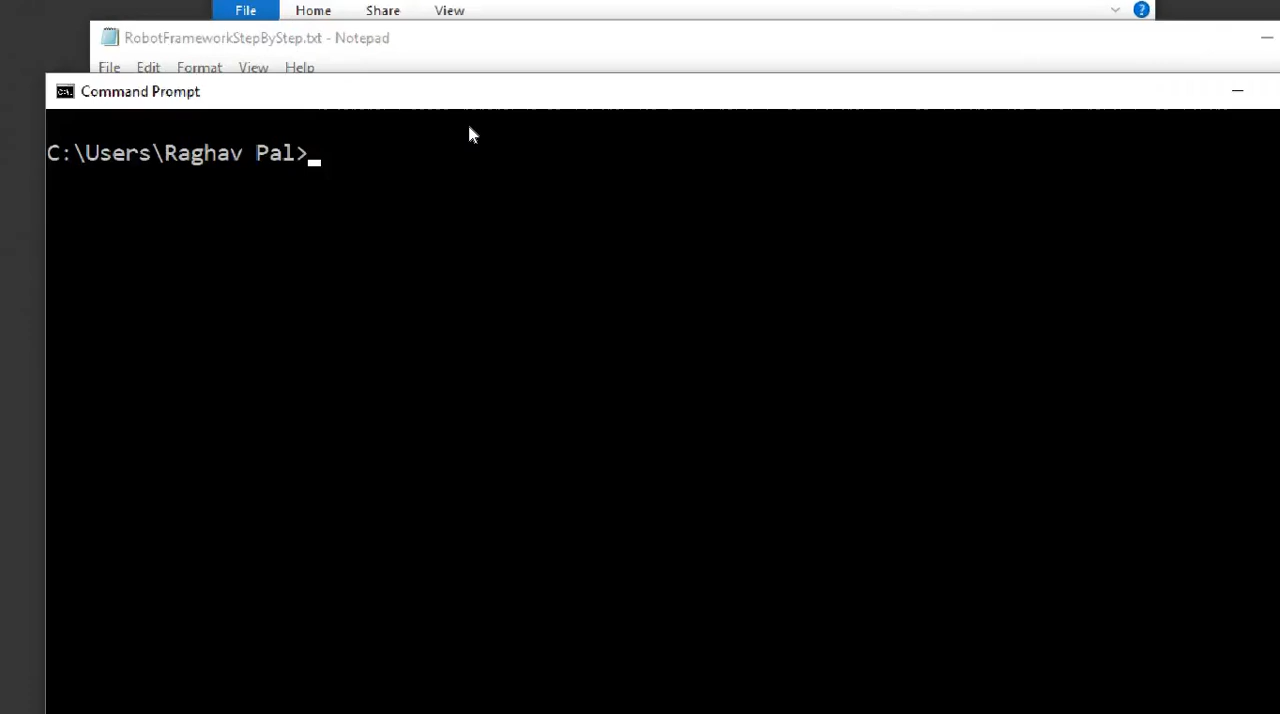 File Home Share View
RobotFrameworkStepByStep.txt - Notepad
File Edit Format View Help
Command Prompt
C:\Users\Raghav Pal>